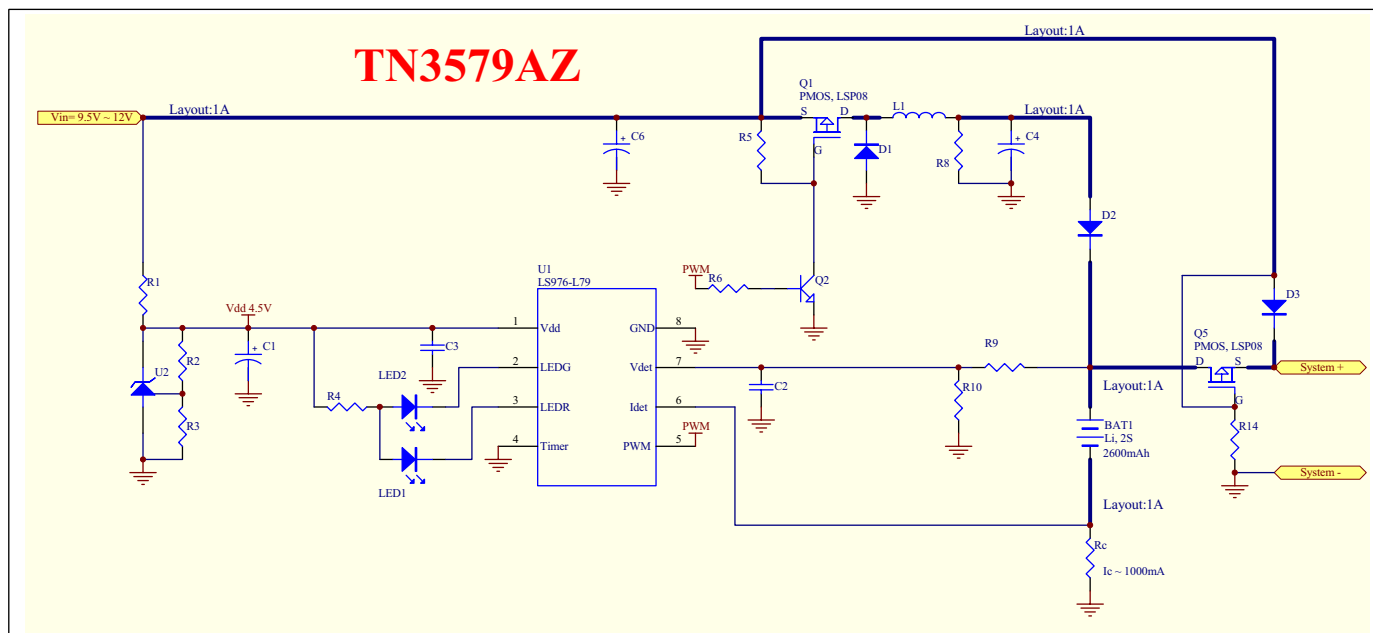 TN3579AZ
Layout:1A
Vin= 9.5V ~ 12V
Layout:1A
Q1
PMOS, LSP08
S
D
G
L1
Layout:1A
C6
R5
D1
R8
C4
D2
R1
Vdd 4.5V
U1
LS976-L79
PWM
R6
Q2
D3
Q5
PMOS, LSP08
D
S
G
System +
1
Vdd
GND
8
2
LEDG
Vdet
7
3
LEDR
Idet
6
4
Timer
PWM
5
PWM
U2
R2
R3
C1
C3
R4
LED2
LED1
C2
R9
R10
Layout:1A
BAT1
Li, 2S
2600mAh
R14
System -
Layout:1A
Rc
Ic ~ 1000mA